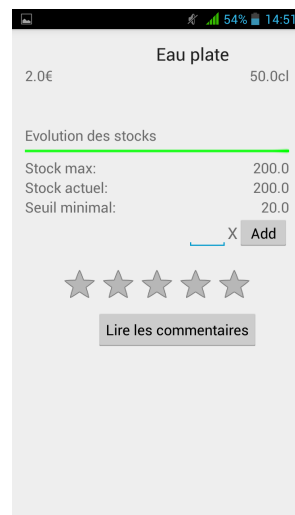 54% 14:51
Eau plate
2.0€ 50.0cl
Evolution des stocks
Stock max: 200.0
Stock actuel: 200.0
Seuil minimal: 20.0
X Add
Lire les commentaires